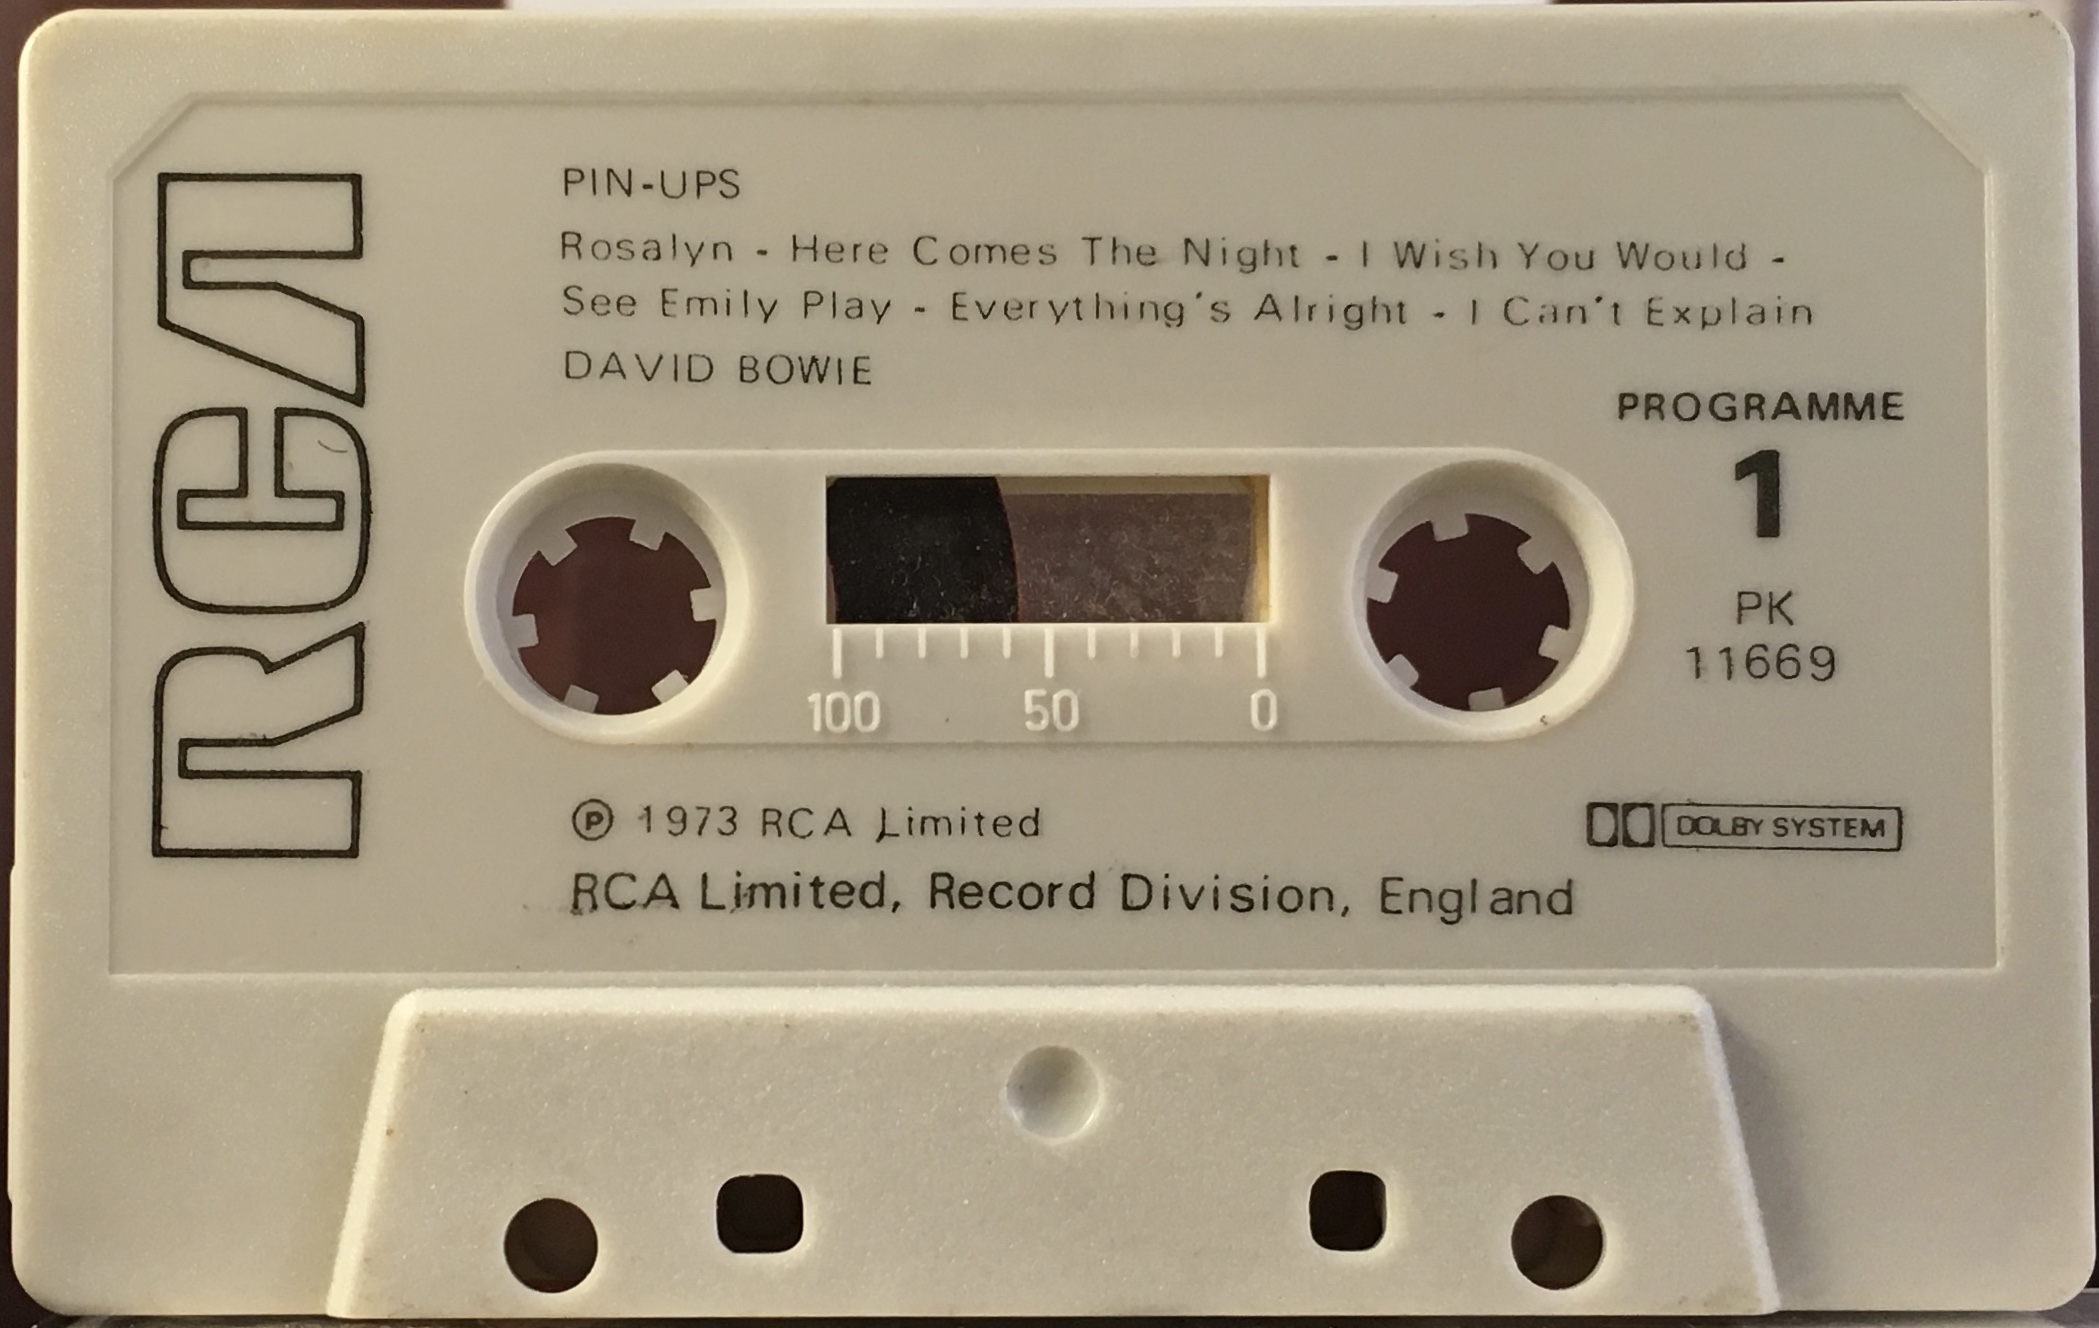 RCA
PIN-UPS
Rosalyn - Here Comes The Night - I Wish You Would -
See Emily Play - Everything's Alright - I Can't Explain
DAVID BOWIE
PROGRAMME
1
PK
11669
100 50 0
℗ 1973 RCA Limited
DOLBY SYSTEM
RCA Limited, Record Division, England